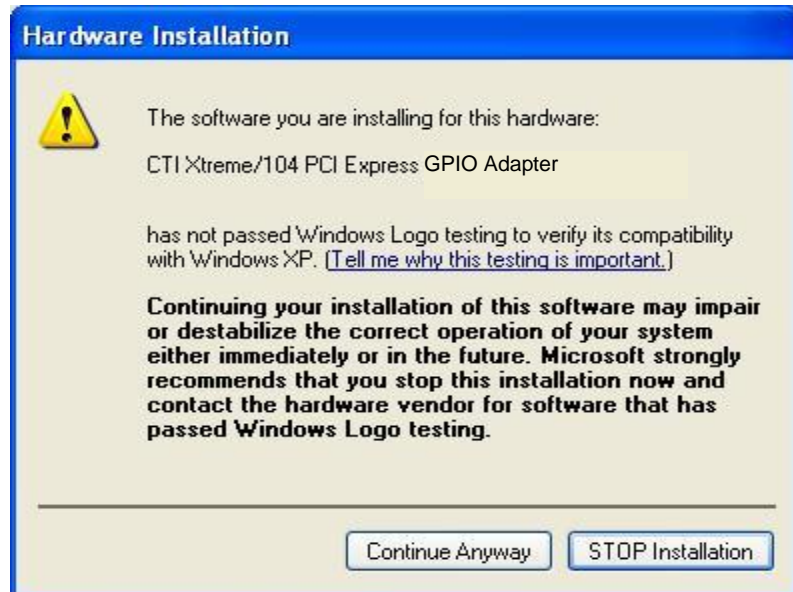 Hardware Installation
The software you are installing for this hardware:
CTI Xtreme/104 PCI Express GPIO Adapter
has not passed Windows Logo testing to verify its compatibility
with Windows XP. (Tell me why this testing is important.)
Continuing your installation of this software may impair
or destabilize the correct operation of your system
either immediately or in the future. Microsoft strongly
recommends that you stop this installation now and
contact the hardware vendor for software that has
passed Windows Logo testing.
Continue Anyway STOP Installation